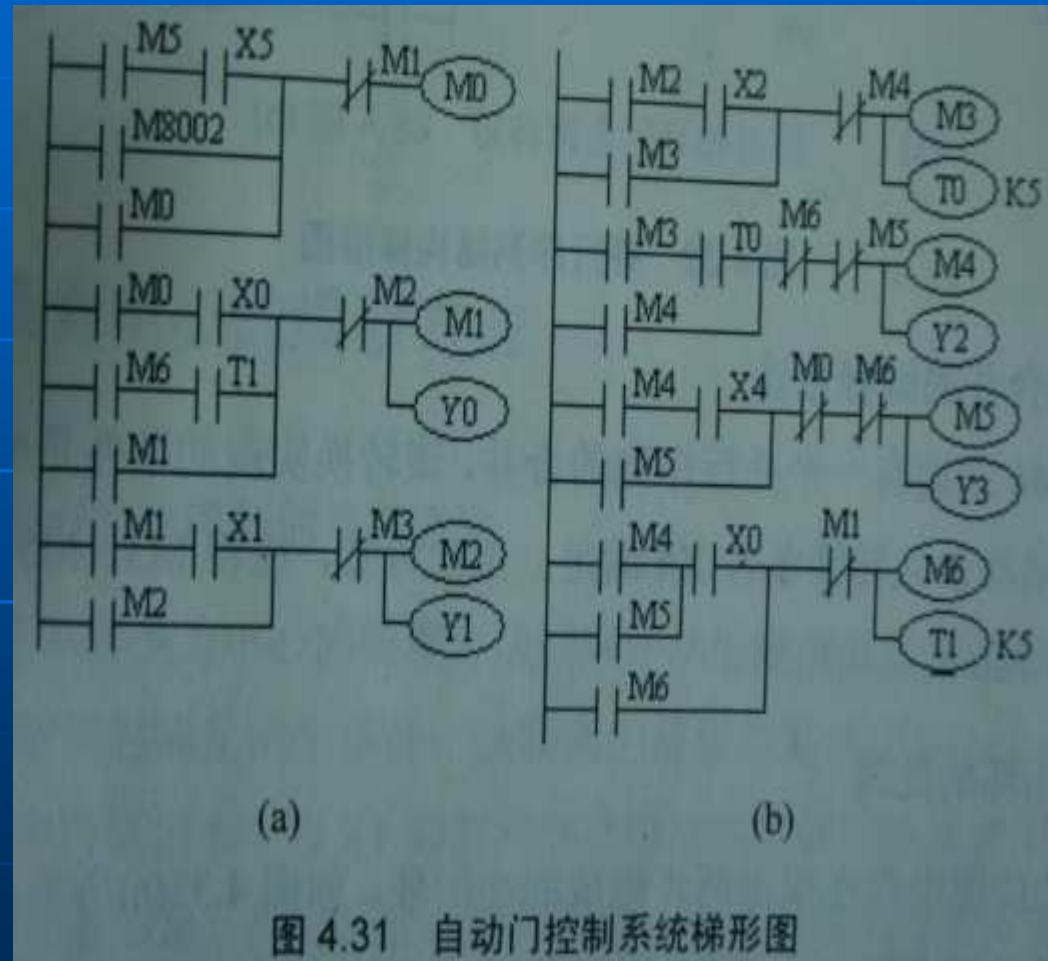 M5 X5 M1 M0
M8002
M0
M0 X0 M2 M1
M6 T1 Y0
M1
M1 X1 M3 M2
M2 Y1
(a)
M2 X2 M4 M3
M3 T0 K5
M3 T0 M6 M5 M4
M4 Y2
M4 X4 M0 M6 M5
M5 Y3
M4 X0 M1 M6
M5 T1 K5
M6
(b)
图 4.31 自动门控制系统梯形图